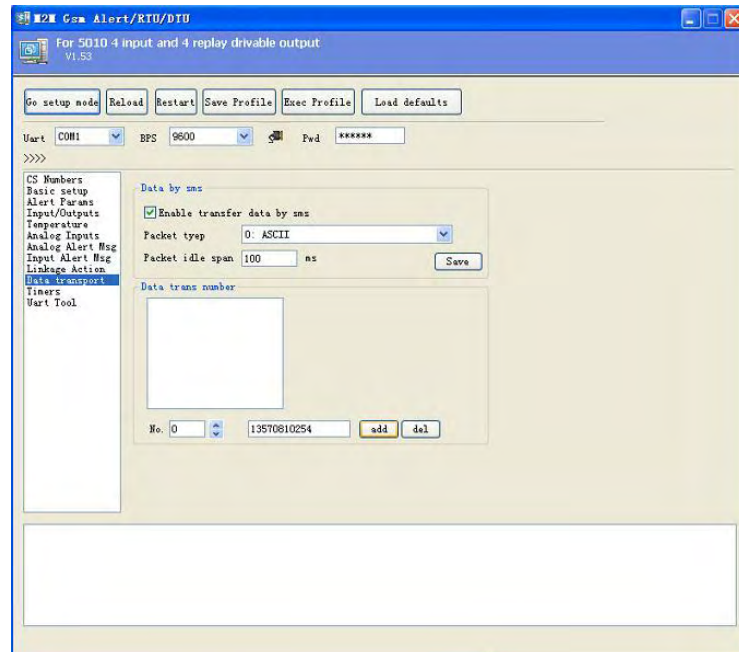 M2M Gsm Alert/RTU/DTU
For 5010 4 input and 4 replay drivable output
V1.53
Go setup mode Reload Restart Save Profile Exec Profile Load defaults
Uart COM1 BPS 9600 Pwd ******
>>>>
CS Numbers
Basic setup
Alert Params
Input/Outputs
Temperature
Analog Inputs
Analog Alert Msg
Input Alert Msg
Linkage Action
Data transport
Timers
Uart Tool
Data by sms
Enable transfer data by sms
Packet tyep 0: ASCII
Packet idle span 100 ms Save
Data trans number
No. 0 13570810254 add del